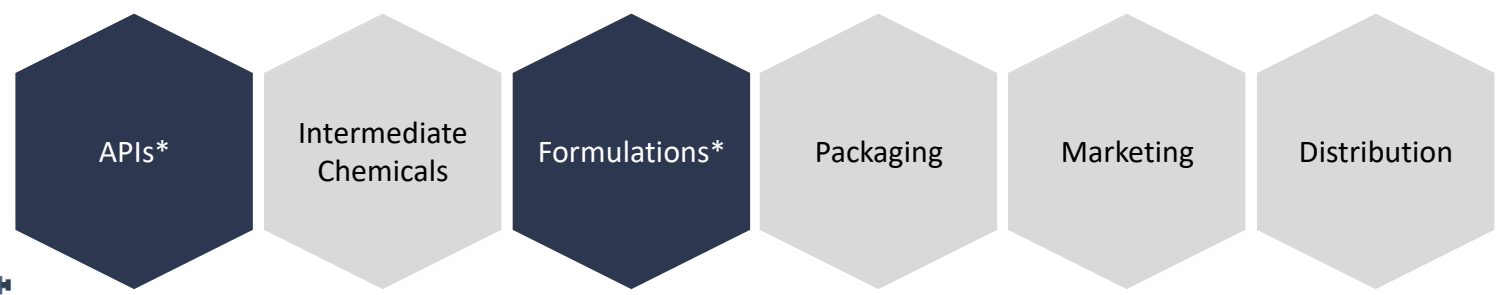 APIs*
Intermediate
Chemicals
Formulations*
Packaging
Marketing
Distribution